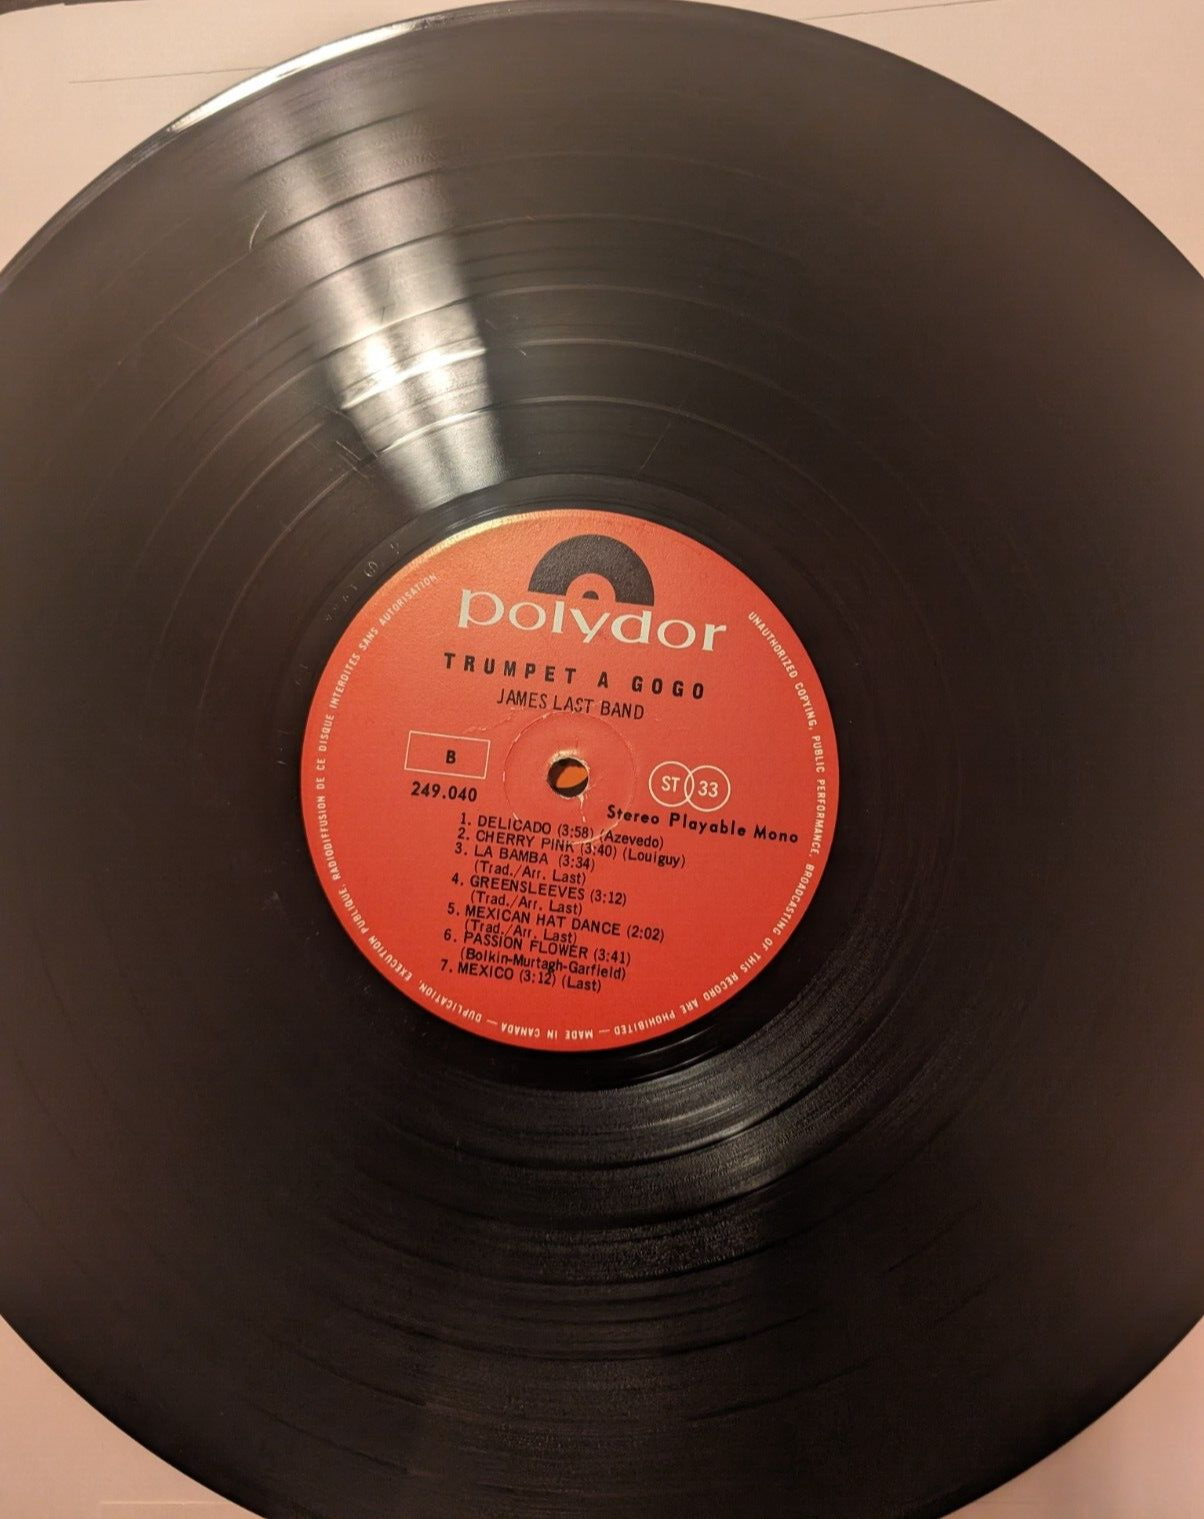 polydor
TRUMPET A GOGO
JAMES LAST BAND
B
249.040
ST 33
Stereo Playable Mono
1. DELICADO (3:58) (Azevedo)
2. CHERRY PINK (3:40) (Louiguy)
3. LA BAMBA (3:34)
(Trad./Arr. Last)
4. GREENSLEEVES (3:12)
(Trad./Arr. Last)
5. MEXICAN HAT DANCE (2:02)
(Trad./Arr. Last)
6. PASSION FLOWER (3:41)
(Bolkin-Murtagh-Garfield)
7. MEXICO (3:12) (Last)
UNAUTHORIZED COPYING, PUBLIC PERFORMANCE, BROADCASTING OF THIS RECORD ARE PROHIBITED — MADE IN CANADA — DUPLICATION, EXECUTION PUBLIQUE, RADIODIFFUSION DE CE DISQUE INTERDITES SANS AUTORISATION